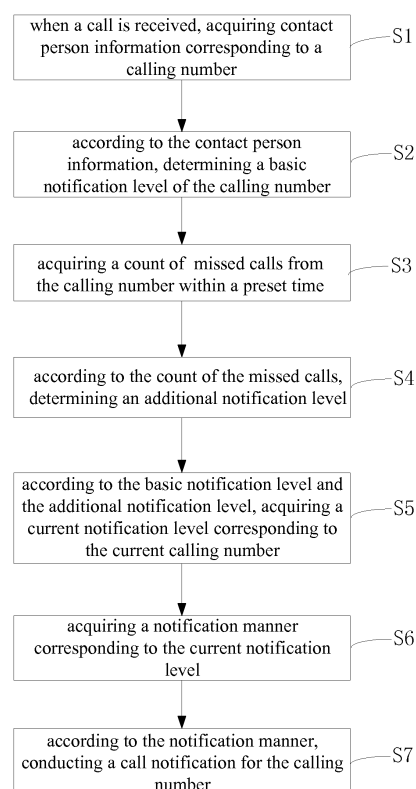 when a call is received, acquiring contact
person information corresponding to a
calling number
S1
according to the contact person
information, determining a basic
notification level of the calling number
S2
acquiring a count of missed calls from
the calling number within a preset time
S3
according to the count of the missed calls,
determining an additional notification level
S4
according to the basic notification level and
the additional notification level, acquiring a
current notification level corresponding to
the current calling number
S5
acquiring a notification manner
corresponding to the current notification
level
S6
according to the notification manner,
conducting a call notification for the calling
number
S7